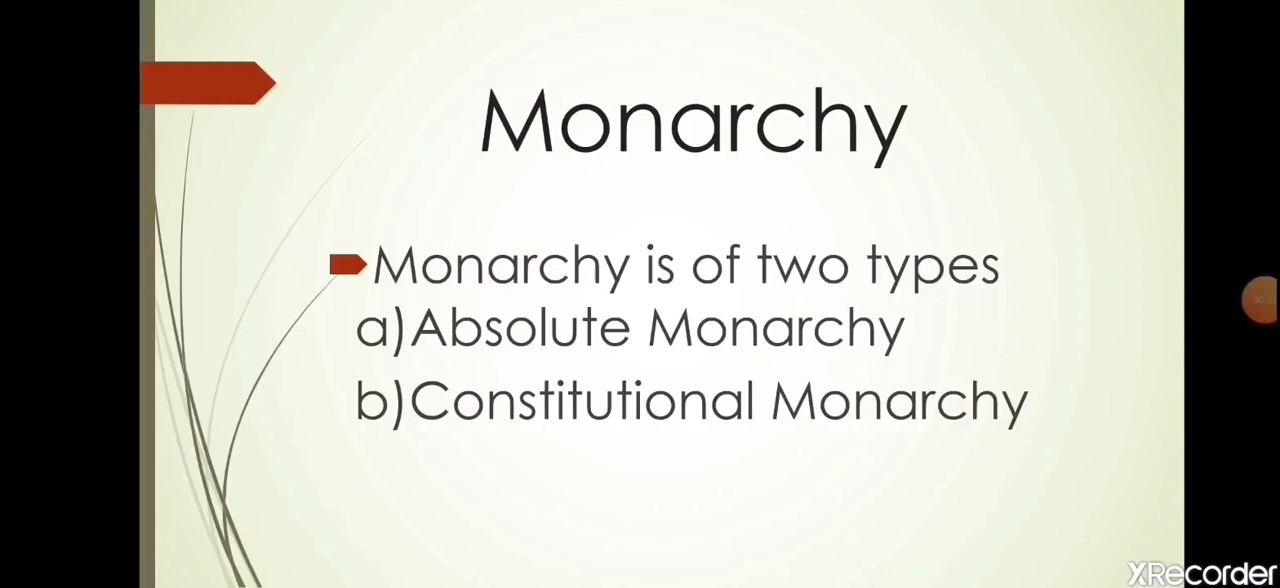 Monarchy
Monarchy is of two types
a)Absolute Monarchy
b)Constitutional Monarchy
XRecorder